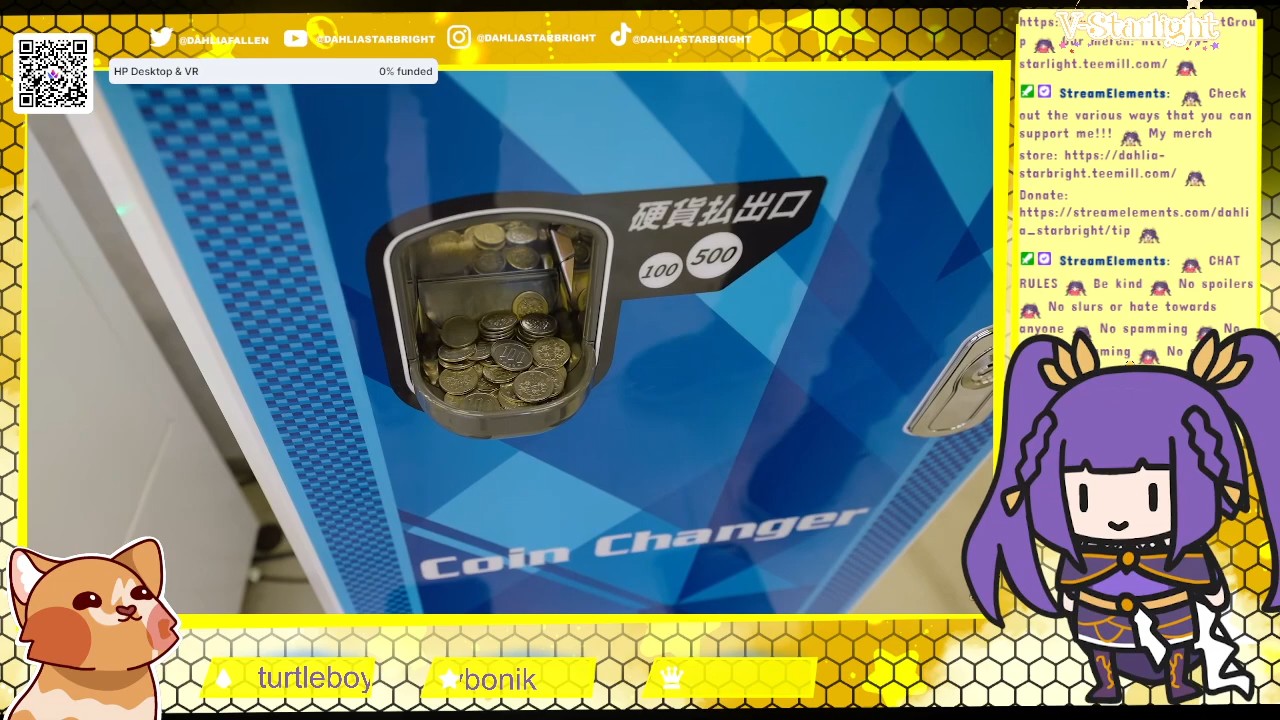 @DAHLIAFALLEN
@DAHLIASTARBRIGHT
@DAHLIASTARBRIGHT
@DAHLIASTARBRIGHT
HP Desktop & VR
0% funded
硬貨払出口
100 500
100
Coin Changer
turtleboy
bonik
V-Starlight
starlight.teemill.com/
StreamElements: Check
out the various ways that you can
support me!!! My merch
store: https://dahlia-
starbright.teemill.com/
Donate:
https://streamelements.com/dahli
a_starbright/tip
StreamElements: CHAT
RULES Be kind No spoilers
No slurs or hate towards
anyone No spamming No
No